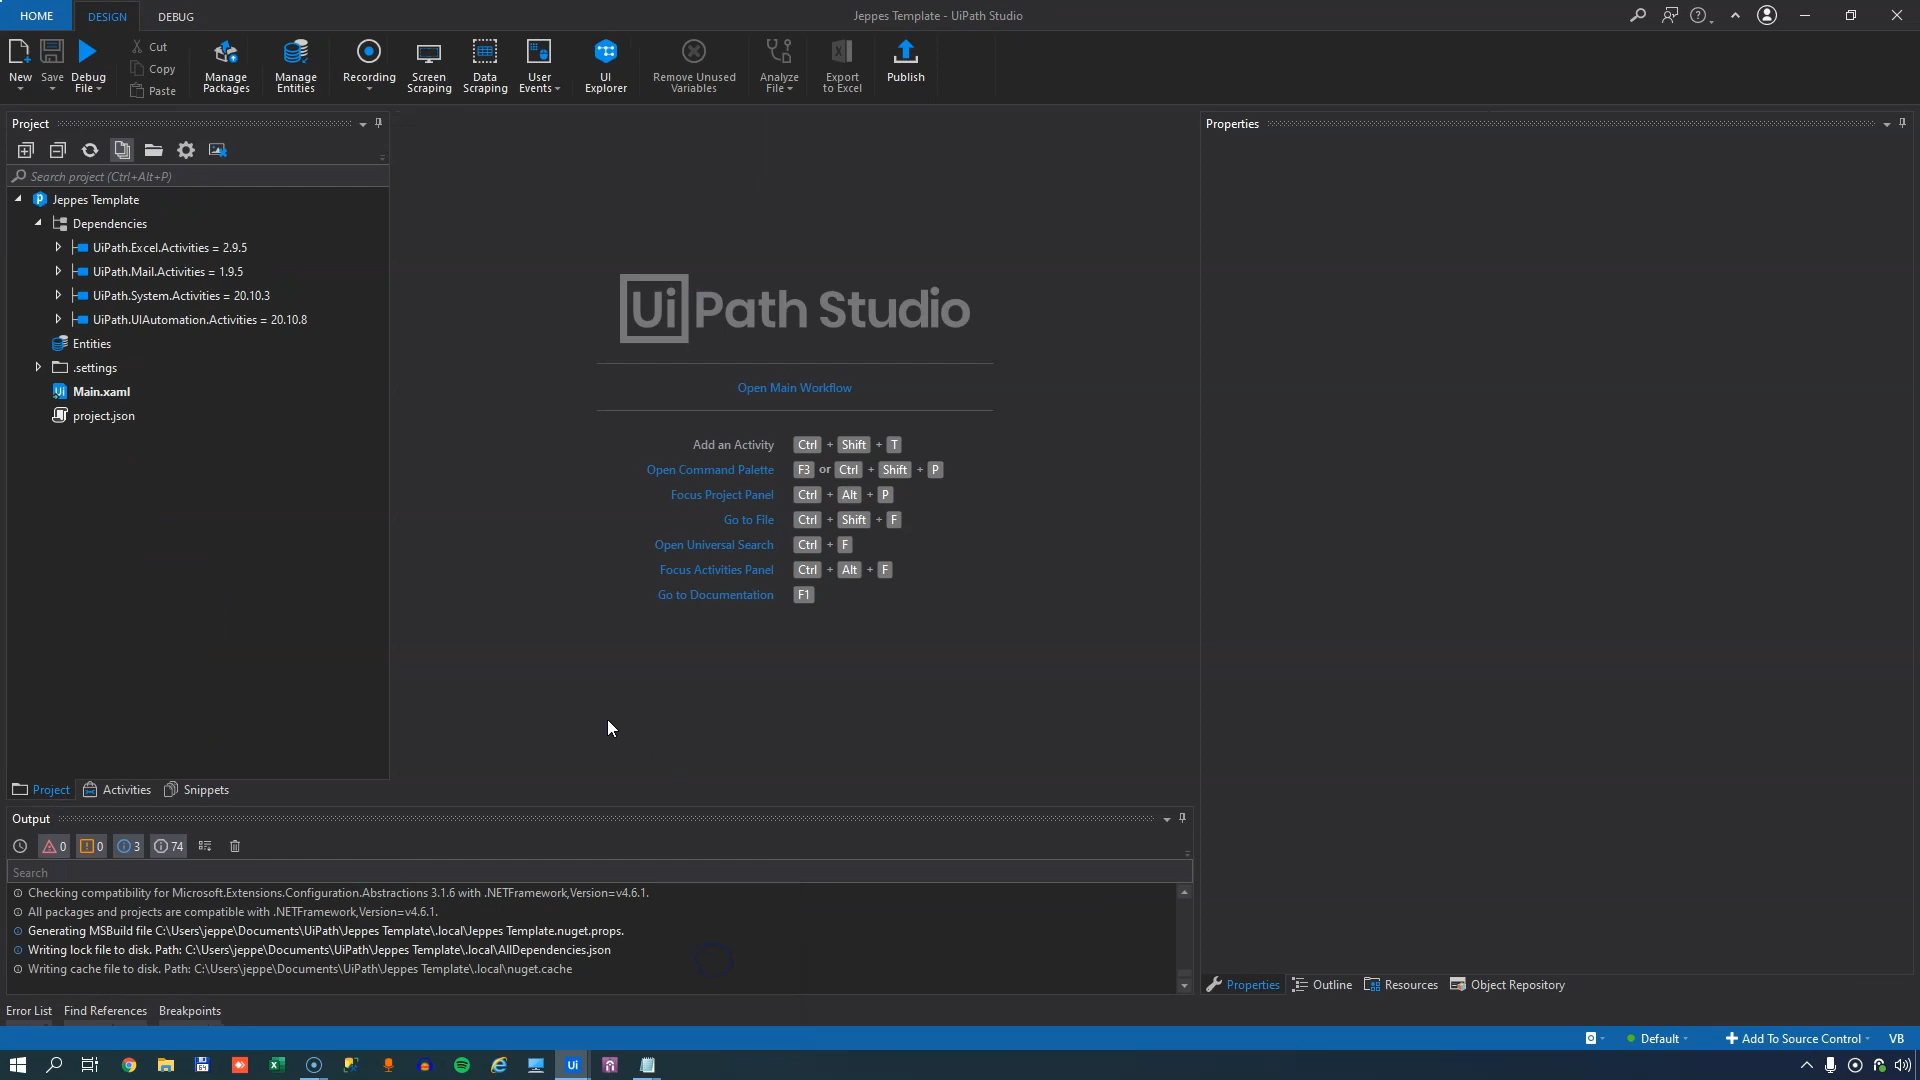 HOME DESIGN DEBUG Jeppes Template - UiPath Studio
Cut
Copy
Paste
New Save Debug File Manage Packages Manage Entities Recording Screen Scraping Data Scraping User Events UI Explorer Remove Unused Variables Analyze File Export to Excel Publish
Project
Search project (Ctrl+Alt+P)
Jeppes Template
Dependencies
UiPath.Excel.Activities = 2.9.5
UiPath.Mail.Activities = 1.9.5
UiPath.System.Activities = 20.10.3
UiPath.UIAutomation.Activities = 20.10.8
Entities
.settings
Main.xaml
project.json
Project Activities Snippets
UiPath Studio
Open Main Workflow
Add an Activity Ctrl + Shift + T
Open Command Palette F3 or Ctrl + Shift + P
Focus Project Panel Ctrl + Alt + P
Go to File Ctrl + Shift + F
Open Universal Search Ctrl + F
Focus Activities Panel Ctrl + Alt + F
Go to Documentation F1
Properties
Output
0 0 3 74
Search
Checking compatibility for Microsoft.Extensions.Configuration.Abstractions 3.1.6 with .NETFramework,Version=v4.6.1.
All packages and projects are compatible with .NETFramework,Version=v4.6.1.
Generating MSBuild file C:\Users\jeppe\Documents\UiPath\Jeppes Template\.local\Jeppes Template.nuget.props.
Writing lock file to disk. Path: C:\Users\jeppe\Documents\UiPath\Jeppes Template\.local\AllDependencies.json
Writing cache file to disk. Path: C:\Users\jeppe\Documents\UiPath\Jeppes Template\.local\nuget.cache
Properties Outline Resources Object Repository
Error List Find References Breakpoints
Default Add To Source Control VB
64
Ui